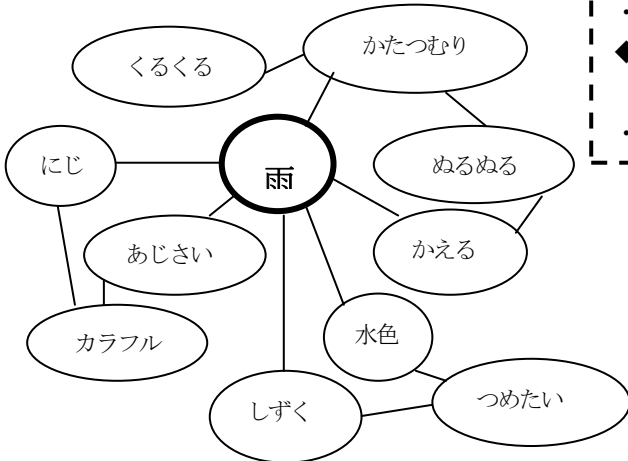 くるくる
かたつむり
にじ
雨
ぬるぬる
あじさい
かえる
カラフル
水色
しずく
つめたい